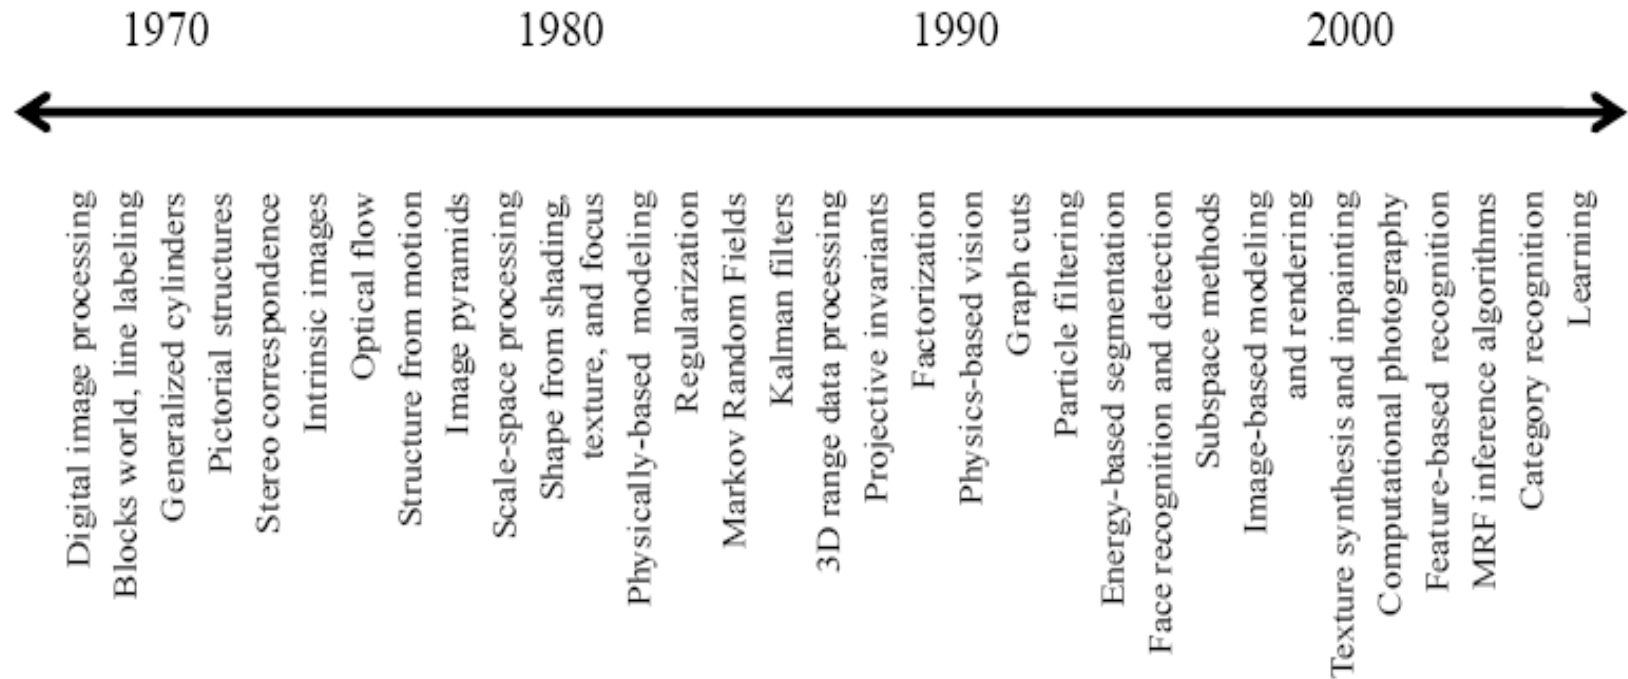 1970
1980
1990
2000
Digital image processing
Blocks world, line labeling
Generalized cylinders
Pictorial structures
Stereo correspondence
Intrinsic images
Optical flow
Structure from motion
Image pyramids
Scale-space processing
Shape from shading,
texture, and focus
Physically-based modeling
Regularization
Markov Random Fields
Kalman filters
3D range data processing
Projective invariants
Factorization
Physics-based vision
Graph cuts
Particle filtering
Energy-based segmentation
Face recognition and detection
Subspace methods
Image-based modeling
and rendering
Texture synthesis and inpainting
Computational photography
Feature-based recognition
MRF inference algorithms
Category recognition
Learning